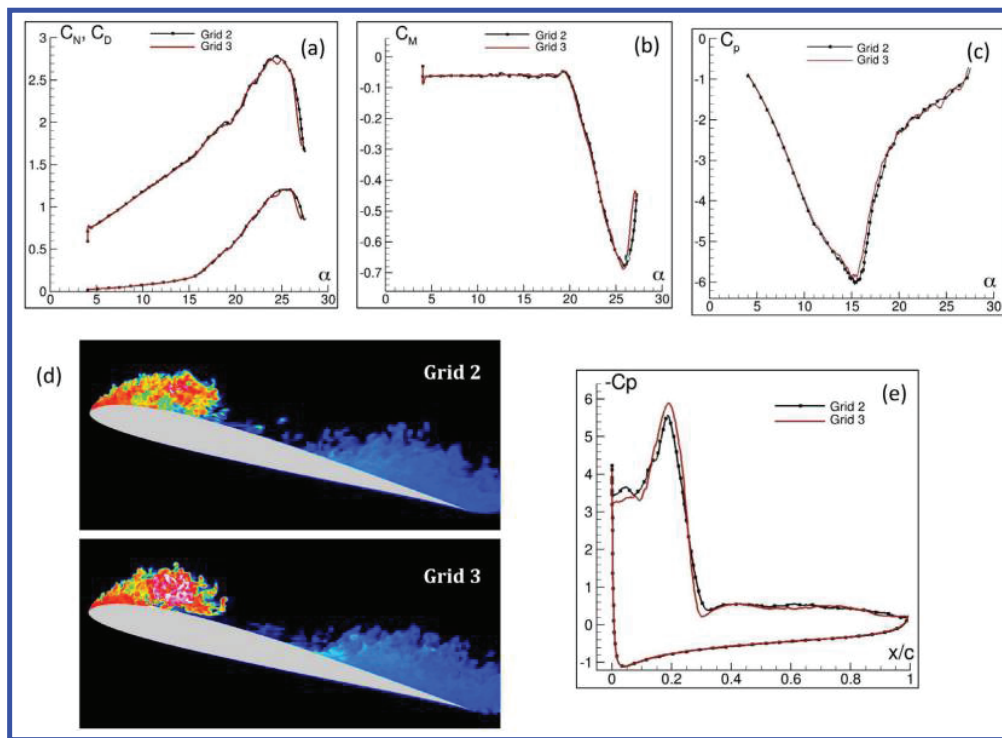 C_N, C_D
Grid 2
Grid 3
(a)
3
2.5
2
1.5
1
0.5
0
0 5 10 15 20 25 30
α
C_M
Grid 2
Grid 3
(b)
0
-0.1
-0.2
-0.3
-0.4
-0.5
-0.6
-0.7
0 5 10 15 20 25 30
α
C_p
Grid 2
Grid 3
(c)
0
-1
-2
-3
-4
-5
-6
0 5 10 15 20 25 30
α
(d)
Grid 2
Grid 3
-Cp
Grid 2
Grid 3
(e)
6
5
4
3
2
1
0
-1
0 0.2 0.4 0.6 0.8 1
x/c